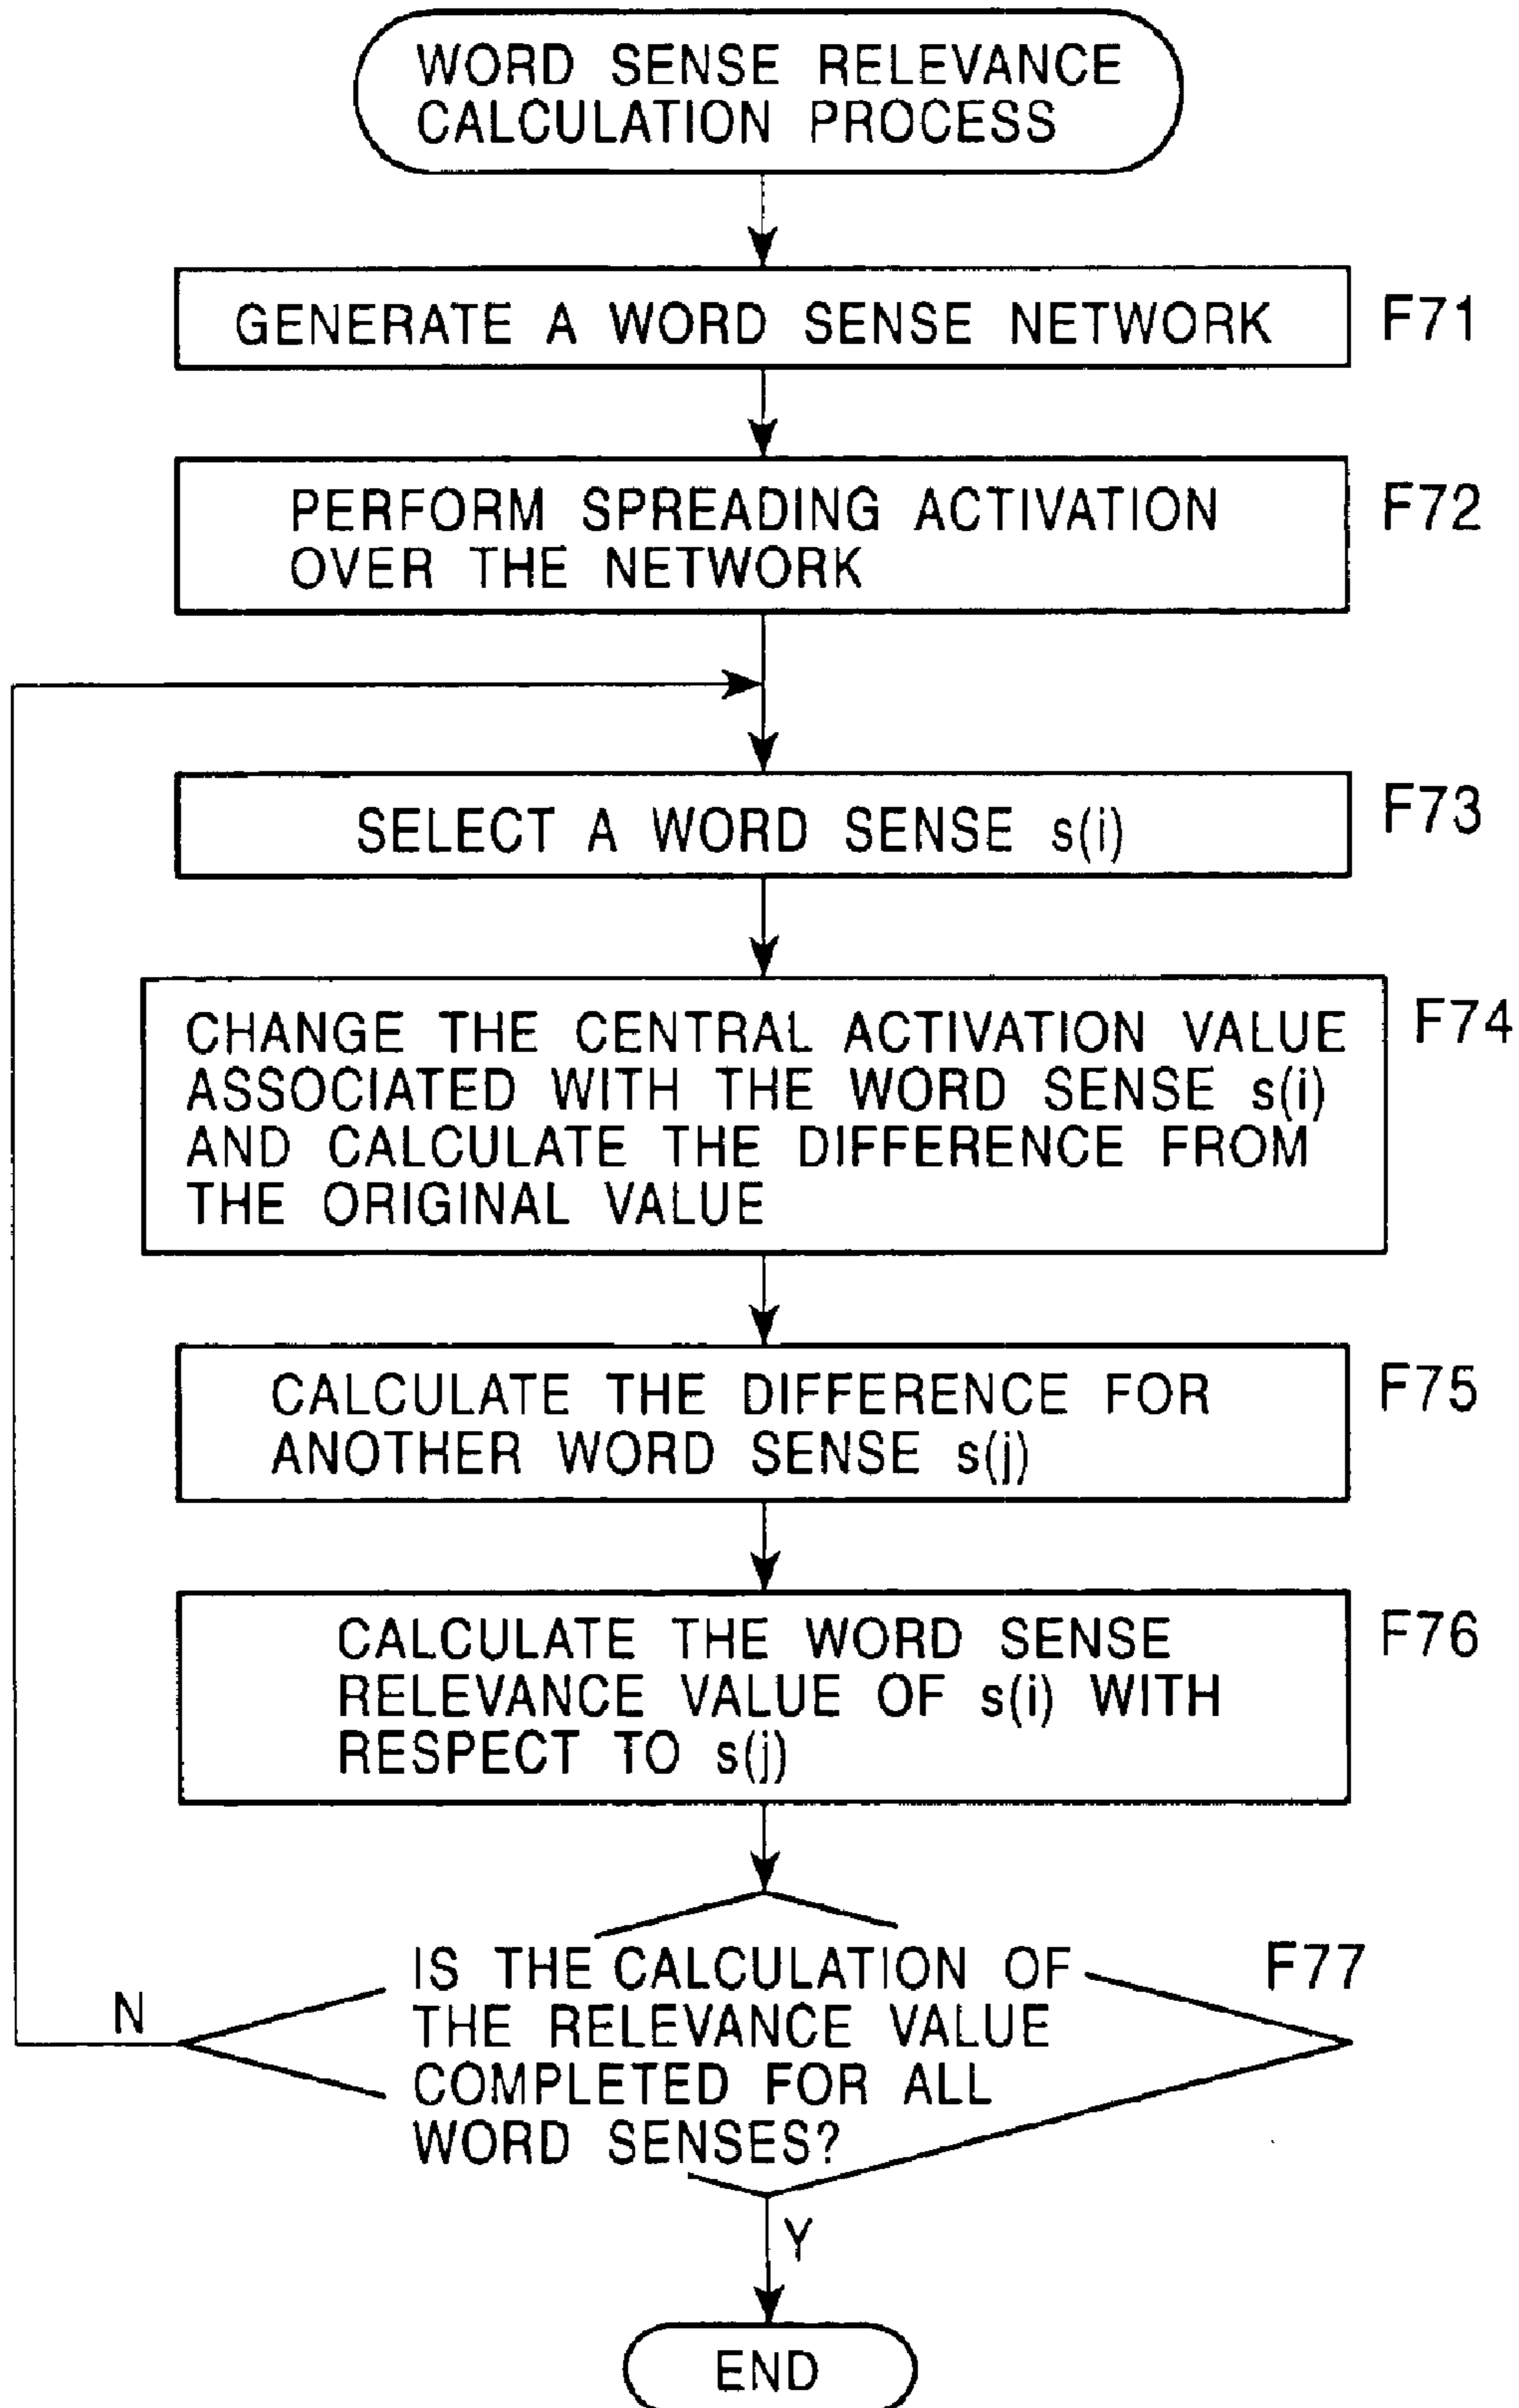 WORD SENSE RELEVANCE
CALCULATION PROCESS
GENERATE A WORD SENSE NETWORK
F71
PERFORM SPREADING ACTIVATION
OVER THE NETWORK
F72
SELECT A WORD SENSE s(i)
F73
CHANGE THE CENTRAL ACTIVATION VALUE
ASSOCIATED WITH THE WORD SENSE s(i)
AND CALCULATE THE DIFFERENCE FROM
THE ORIGINAL VALUE
F74
CALCULATE THE DIFFERENCE FOR
ANOTHER WORD SENSE s(j)
F75
CALCULATE THE WORD SENSE
RELEVANCE VALUE OF s(i) WITH
RESPECT TO s(j)
F76
IS THE CALCULATION OF
THE RELEVANCE VALUE
COMPLETED FOR ALL
WORD SENSES?
F77
N
Y
END